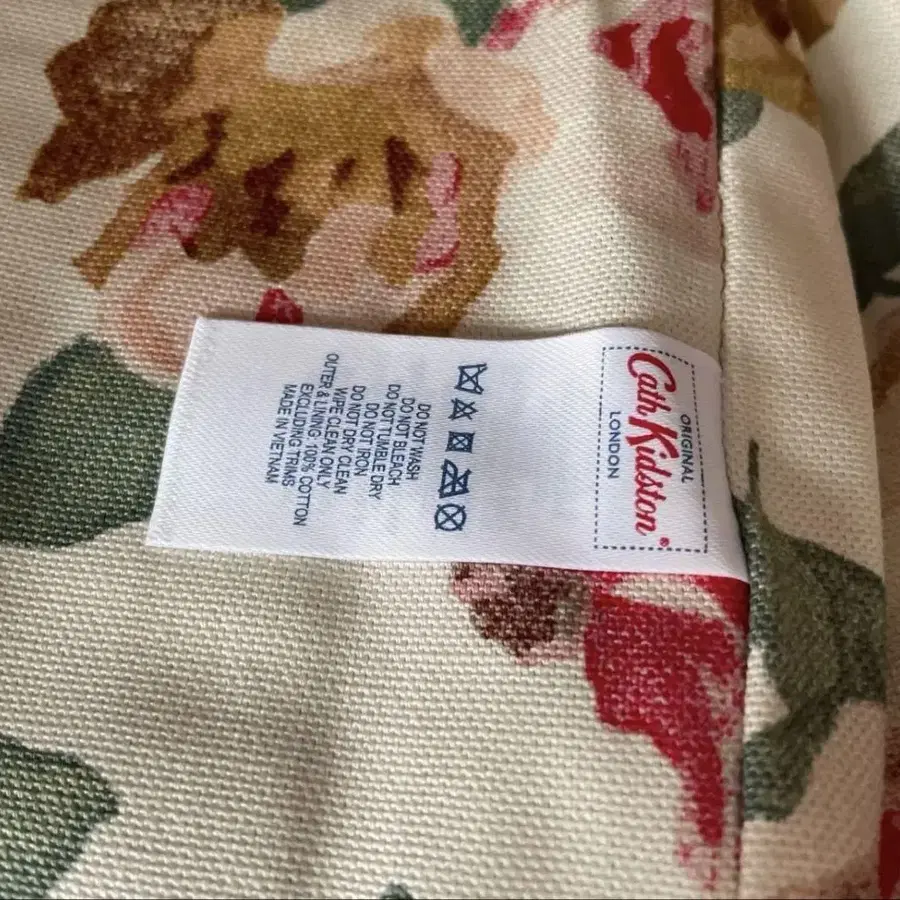 ORIGINAL
Cath Kidston®
LONDON
DO NOT WASH
DO NOT BLEACH
DO NOT TUMBLE DRY
DO NOT IRON
DO NOT DRY CLEAN
WIPE CLEAN ONLY
OUTER & LINING: 100% COTTON
EXCLUDING TRIMS
MADE IN VIETNAM